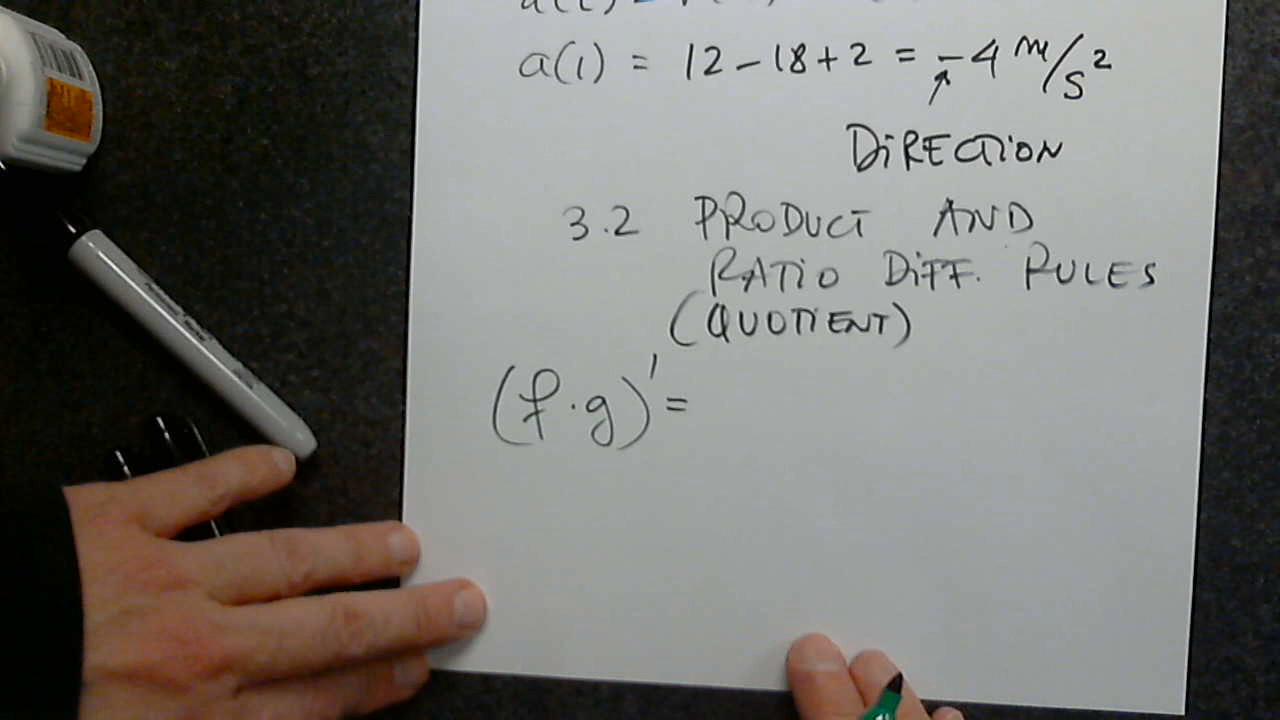 a(1) = 12 - 18 + 2 = -4 m/s²
DIRECTION
3.2 PRODUCT AND
RATIO DIFF. RULES
(QUOTIENT)
(f·g)' =